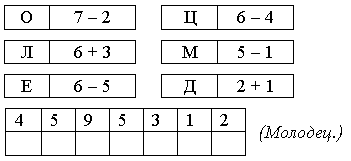 О 7 – 2 Ц 6 – 4
Л 6 + 3 М 5 – 1
Е 6 – 5 Д 2 + 1
4 5 9 5 3 1 2
(Молодец.)